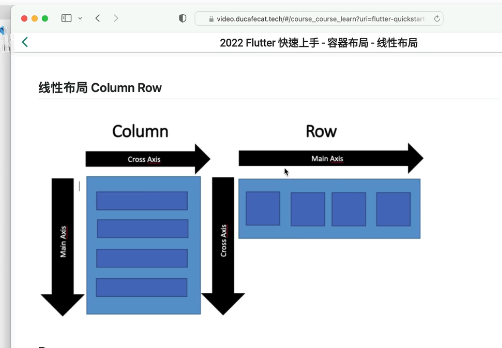 video.ducafecat.tech/#/course_course_learn?uri=flutter-quickstart
2022 Flutter 快速上手 - 容器布局 - 线性布局
线性布局 Column Row
Column
Row
Cross Axis
Main Axis
Main Axis
Cross Axis